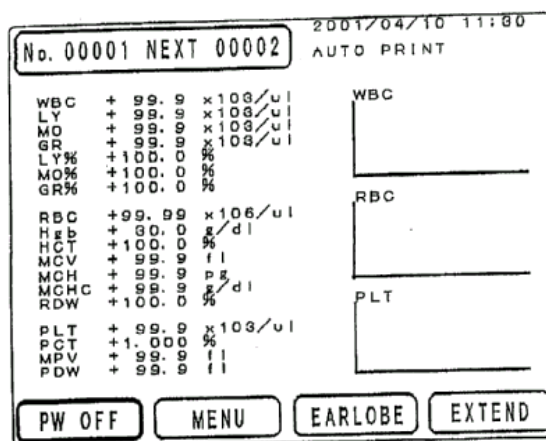 2001/04/10 11:30
No. 00001 NEXT 00002
AUTO PRINT
WBC + 99.9 x103/ul
LY + 99.9 x103/ul
MO + 99.9 x103/ul
GR + 99.9 x103/ul
LY% +100.0 %
MO% +100.0 %
GR% +100.0 %
RBC +99.99 x106/ul
Hgb + 30.0 g/dl
HCT +100.0 %
MCV + 99.9 fl
MCH + 99.9 pg
MCHC + 99.9 g/dl
RDW +100.0 %
PLT + 99.9 x103/ul
PCT +1.000 %
MPV + 99.9 fl
PDW + 99.9 fl
WBC
RBC
PLT
PW OFF
MENU
EARLOBE
EXTEND